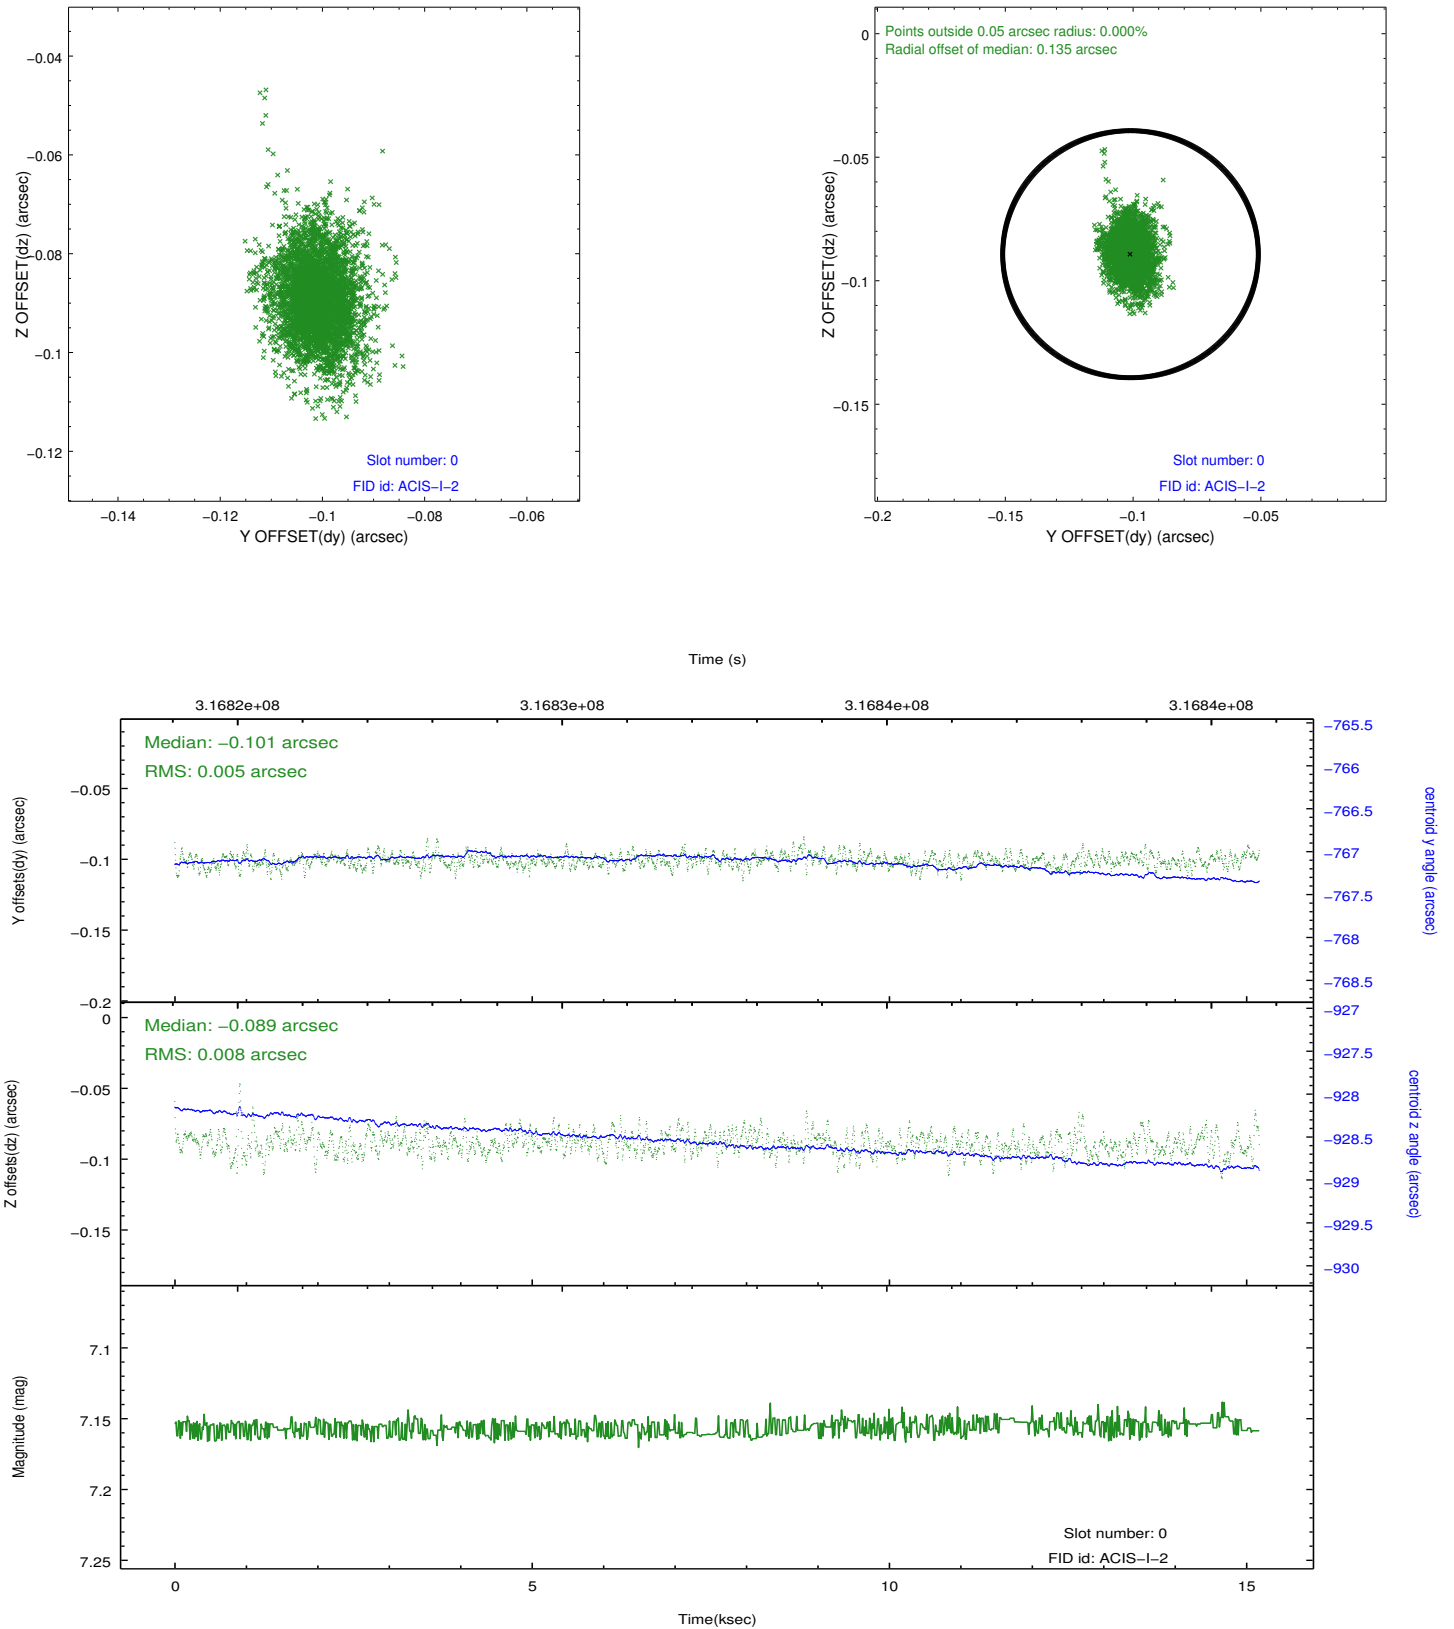 −0.04
−0.06
−0.08
−0.1
−0.12
Z OFFSET(dz) (arcsec)
Slot number: 0
FID id: ACIS−I−2
−0.14
−0.12
−0.1
−0.08
−0.06
Y OFFSET(dy) (arcsec)
Points outside 0.05 arcsec radius: 0.000%
Radial offset of median: 0.135 arcsec
0
−0.05
−0.1
−0.15
Z OFFSET(dz) (arcsec)
Slot number: 0
FID id: ACIS−I−2
−0.2
−0.15
−0.1
−0.05
Y OFFSET(dy) (arcsec)
Time (s)
3.1682e+08
3.1683e+08
3.1684e+08
3.1684e+08
Median: −0.101 arcsec
RMS: 0.005 arcsec
−0.05
−0.1
−0.15
−0.2
Y offsets(dy) (arcsec)
−765.5
−766
−766.5
−767
−767.5
−768
−768.5
centroid y angle (arcsec)
Median: −0.089 arcsec
RMS: 0.008 arcsec
0
−0.05
−0.1
−0.15
Z offsets(dz) (arcsec)
−927
−927.5
−928
−928.5
−929
−929.5
−930
centroid z angle (arcsec)
7.1
7.15
7.2
7.25
Magnitude (mag)
Slot number: 0
FID id: ACIS−I−2
0
5
10
15
Time(ksec)